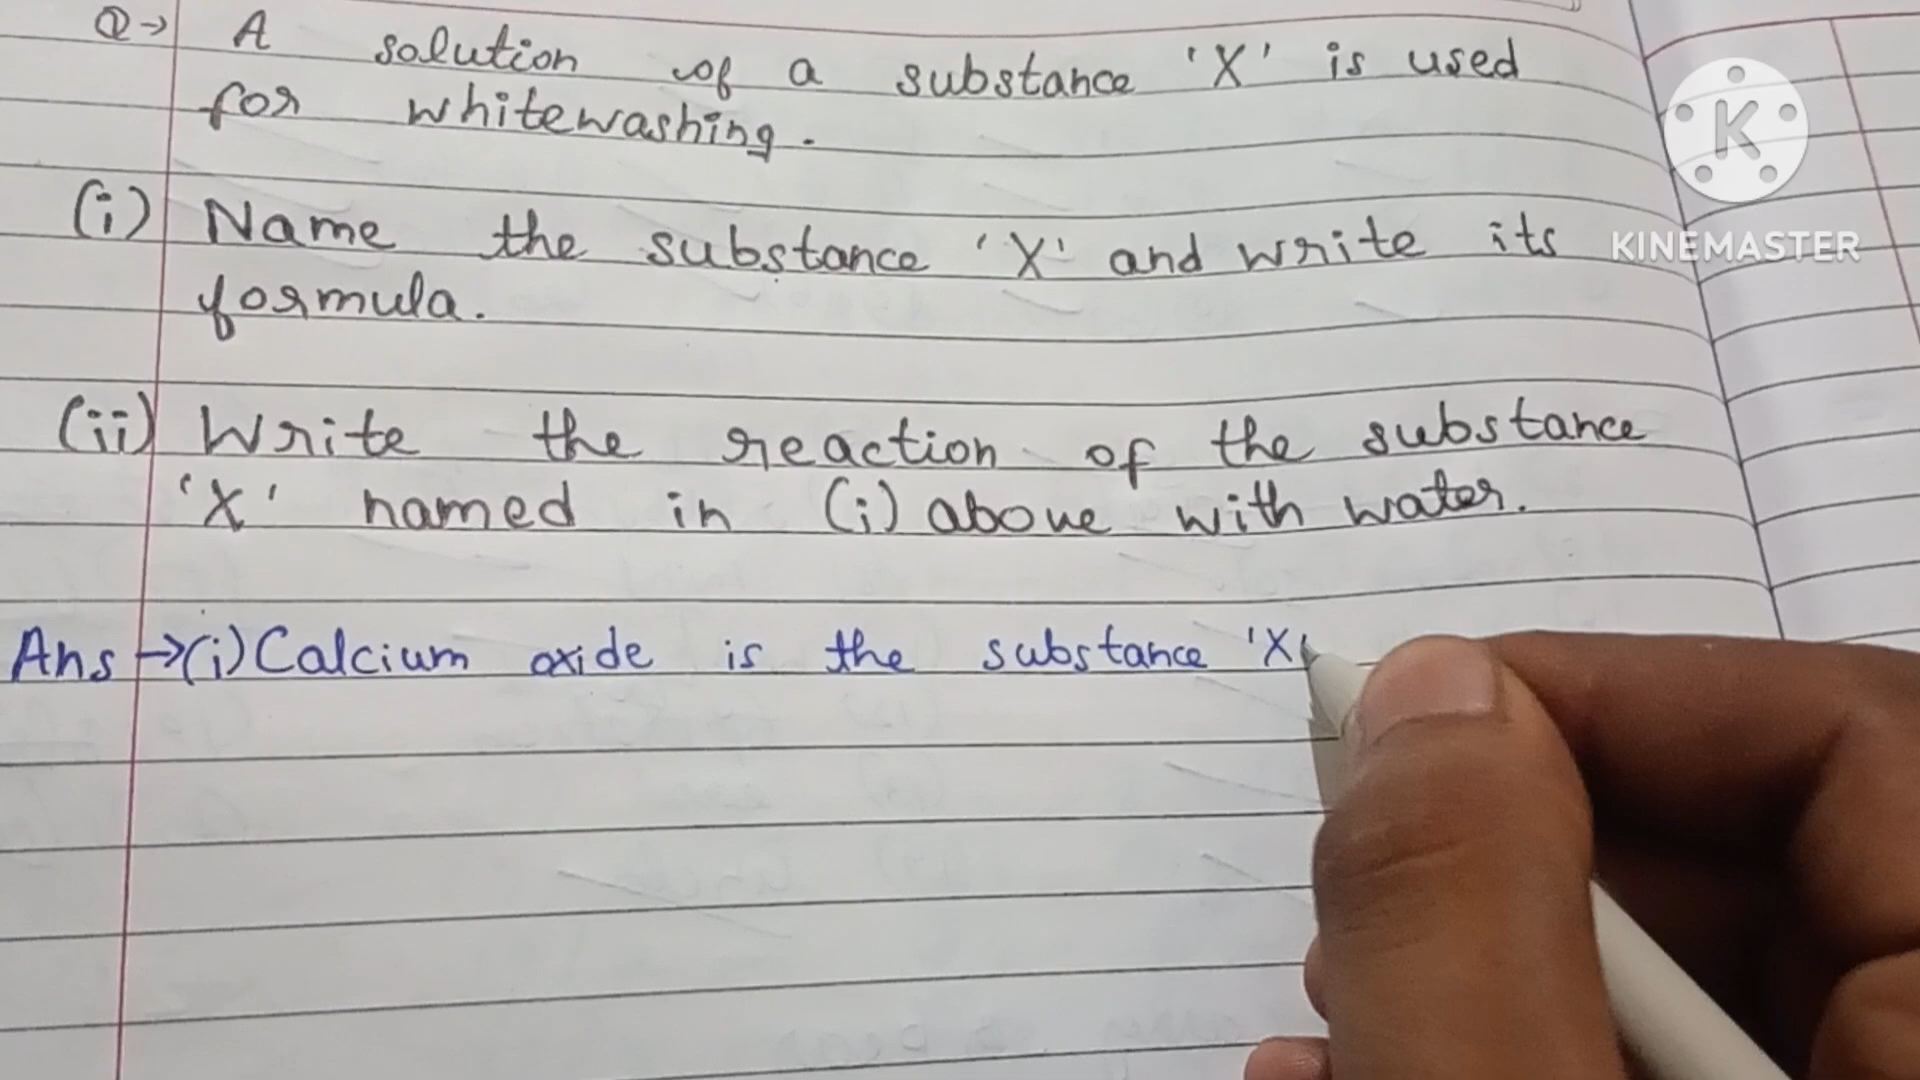 Q→ A solution of a substance 'X' is used
for whitewashing.
(i) Name the substance 'X' and write its
formula.
(ii) Write the reaction of the substance
'X' named in (i) above with water.
Ans →(i) Calcium oxide is the substance 'X'
K
KINEMASTER